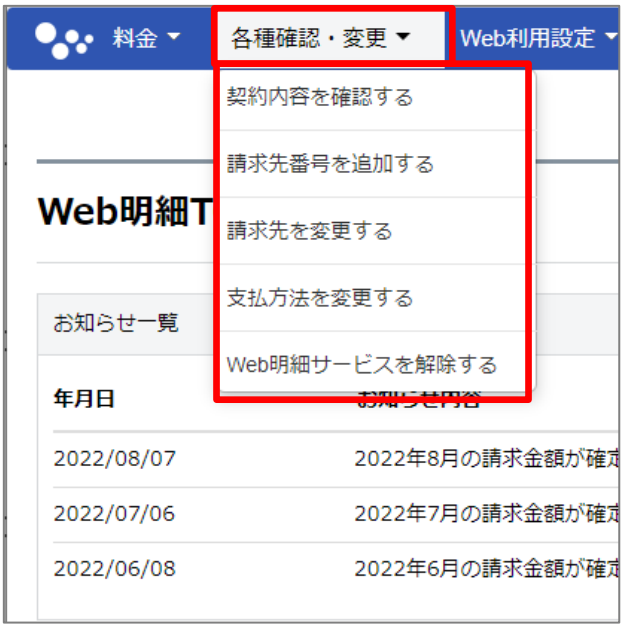 料金 各種確認・変更 Web利用設定
契約内容を確認する
請求先番号を追加する
請求先を変更する
支払方法を変更する
Web明細サービスを解除する
Web明細T
お知らせ一覧
年月日 お知らせ内容
2022/08/07 2022年8月の請求金額が確定
2022/07/06 2022年7月の請求金額が確定
2022/06/08 2022年6月の請求金額が確定